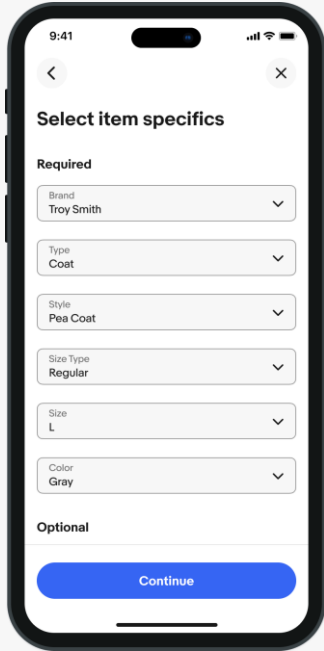 9:41
Select item specifics
Required
Brand
Troy Smith
Type
Coat
Style
Pea Coat
Size Type
Regular
Size
L
Color
Gray
Optional
Continue